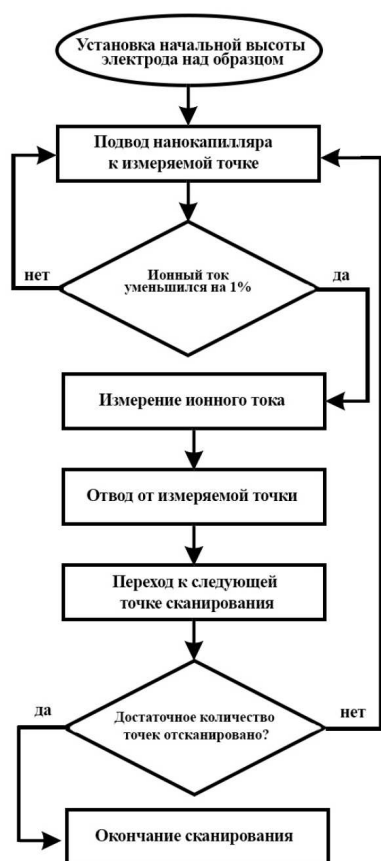 Установка начальной высоты
электрода над образцом
Подвод нанокапилляра
к измеряемой точке
нет
Ионный ток
уменьшился на 1%
да
Измерение ионного тока
Отвод от измеряемой точки
Переход к следующей
точке сканирования
да
Достаточное количество
точек отсканировано?
нет
Окончание сканирования